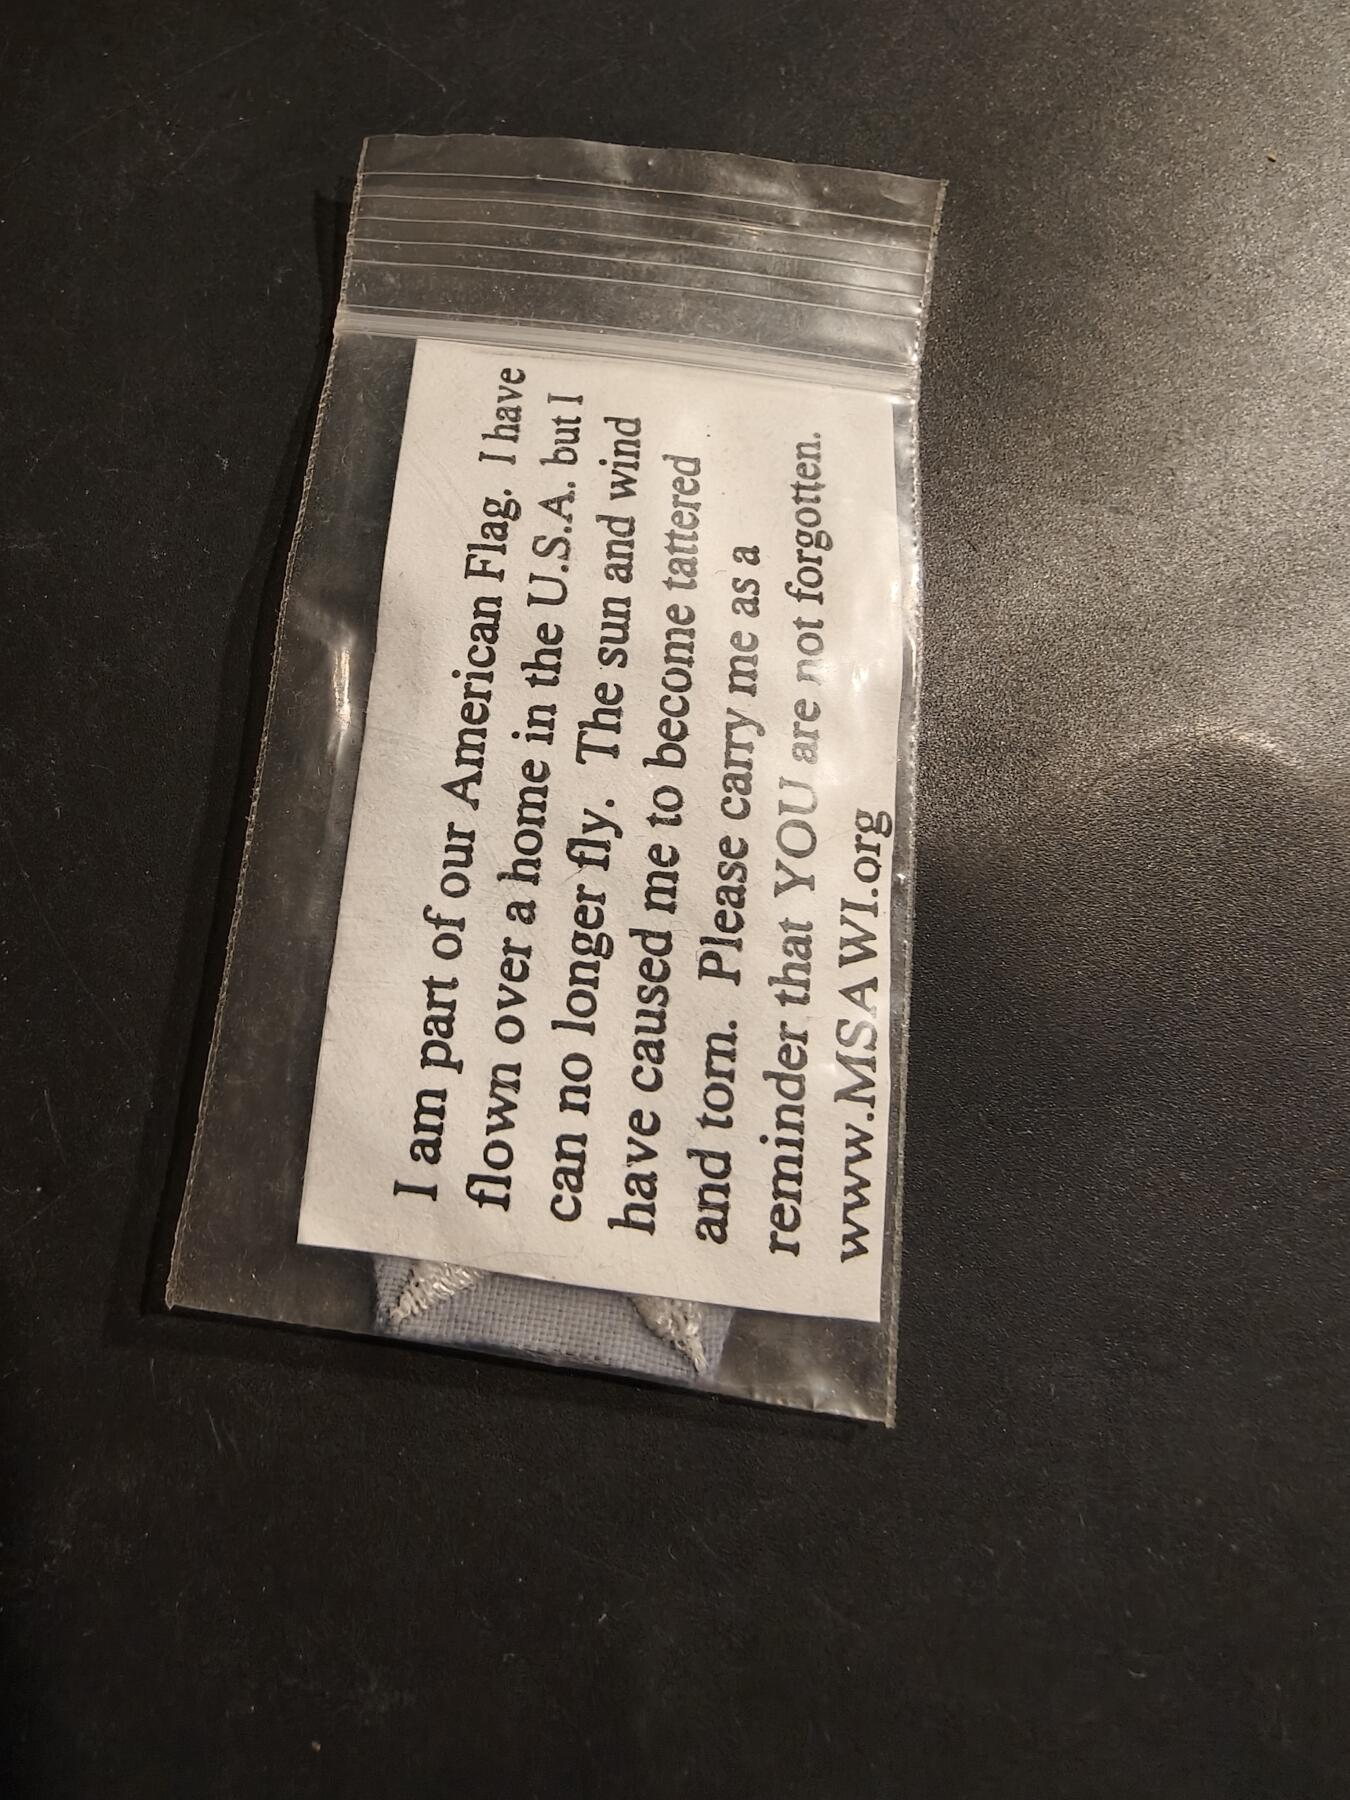 I am part of our American Flag. I have
flown over a home in the U.S.A. but I
can no longer fly. The sun and wind
have caused me to become tattered
and torn. Please carry me as a
reminder that YOU are not forgotten.
www.MSAWI.org